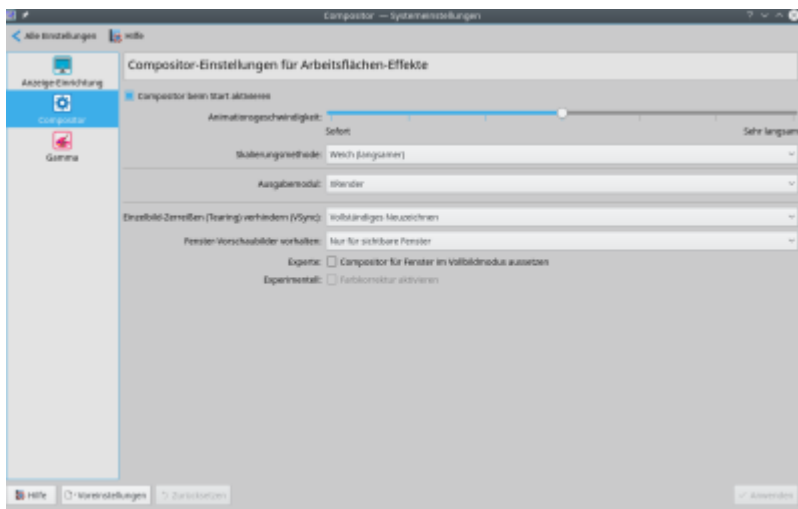 Compositor — Systemeinstellungen
Alle Einstellungen Hilfe
Anzeige-Einrichtung
Compositor
Gamma
Compositor-Einstellungen für Arbeitsflächen-Effekte
Compositor beim Start aktivieren
Animationsgeschwindigkeit:
Sofort Sehr langsam
Skalierungsmethode: Weich (langsamer)
Ausgabemodul: XRender
Einzelbild-Zerreißen (Tearing) verhindern (VSync): Vollständiges Neuzeichnen
Fenster-Vorschaubilder vorhalten: Nur für sichtbare Fenster
Experte: Compositor für Fenster im Vollbildmodus aussetzen
Experimentell: Farbkorrektur aktivieren
Hilfe Voreinstellungen Zurücksetzen Anwenden